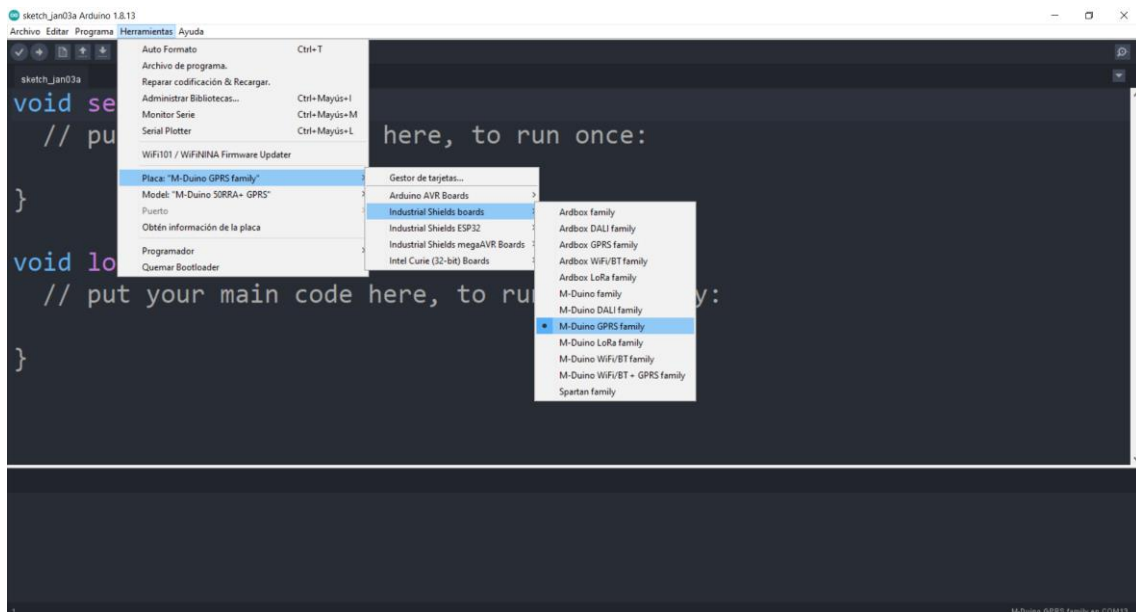 sketch_jan03a Arduino 1.8.13
Archivo Editar Programa Herramientas Ayuda
sketch_jan03a
Auto Formato Ctrl+T
Archivo de programa.
Reparar codificación & Recargar.
Administrar Bibliotecas... Ctrl+Mayús+I
Monitor Serie Ctrl+Mayús+M
Serial Plotter Ctrl+Mayús+L
WiFi101 / WiFiNINA Firmware Updater
Placa: "M-Duino GPRS family"
Model: "M-Duino 50RRA+ GPRS"
Puerto
Obtén información de la placa
Programador
Quemar Bootloader
Gestor de tarjetas...
Arduino AVR Boards
Industrial Shields boards
Industrial Shields ESP32
Industrial Shields megaAVR Boards
Intel Curie (32-bit) Boards
Ardbox family
Ardbox DALI family
Ardbox GPRS family
Ardbox WiFi/BT family
Ardbox LoRa family
M-Duino family
M-Duino DALI family
M-Duino GPRS family
M-Duino LoRa family
M-Duino WiFi/BT family
M-Duino WiFi/BT + GPRS family
Spartan family
void se
// pu here, to run once:
}
void lo
// put your main code here, to ru y:
}
1
M-Duino GPRS family en COM13